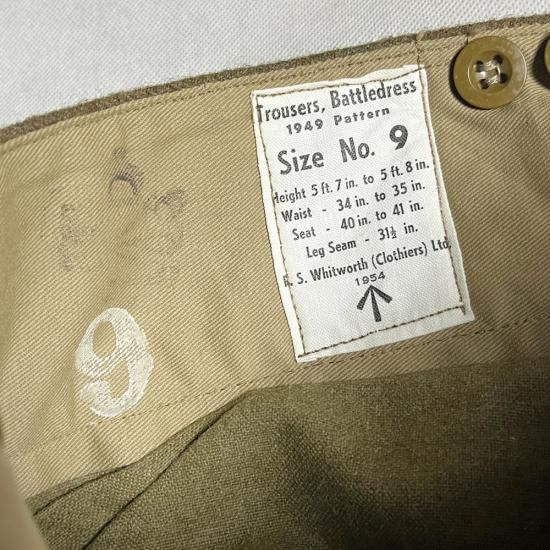 Trousers, Battledress
1949 Pattern
Size No. 9
Height 5 ft. 7 in. to 5 ft. 8 in.
Waist - 34 in. to 35 in.
Seat - 40 in. to 41 in.
Leg Seam - 31½ in.
S. Whitworth (Clothiers) Ltd.
1954
9